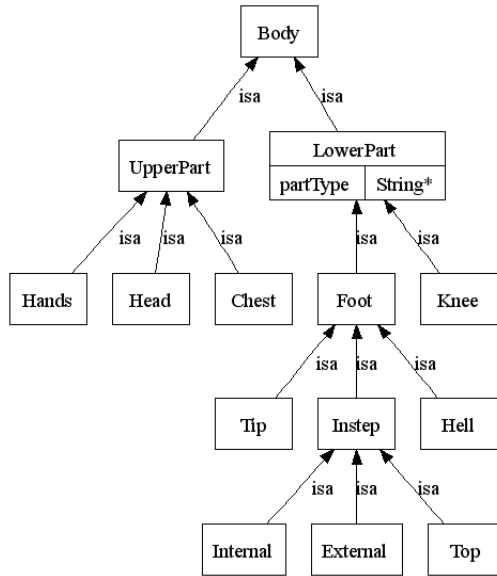 Body
isa isa
UpperPart
LowerPart
partType String*
isa isa isa isa isa
Hands Head Chest Foot Knee
isa isa isa
Tip Instep Hell
isa isa isa
Internal External Top